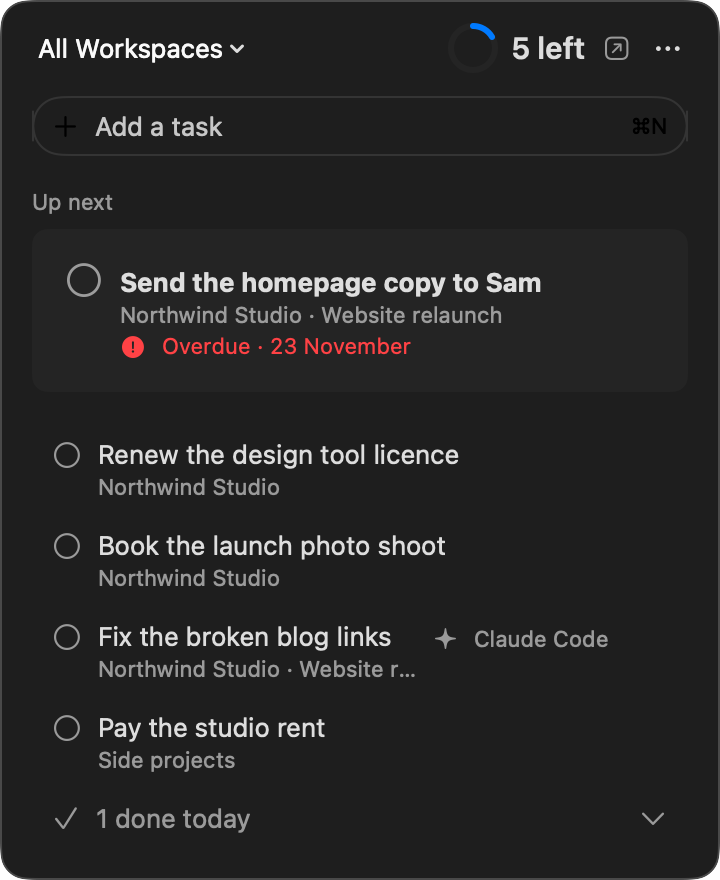 All Workspaces
5 left
Add a task
⌘N
Up next
Send the homepage copy to Sam
Northwind Studio · Website relaunch
Overdue · 23 November
Renew the design tool licence
Northwind Studio
Book the launch photo shoot
Northwind Studio
Fix the broken blog links
Claude Code
Northwind Studio · Website r...
Pay the studio rent
Side projects
1 done today